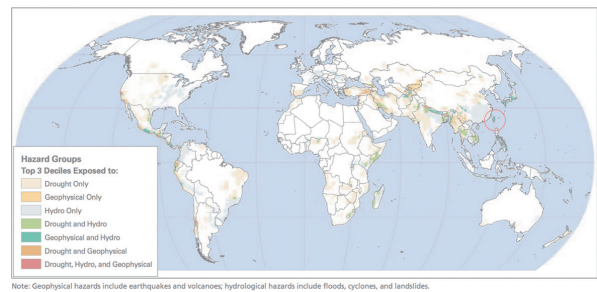 Hazard Groups
Top 3 Deciles Exposed to:
Drought Only
Geophysical Only
Hydro Only
Drought and Hydro
Geophysical and Hydro
Drought and Geophysical
Drought, Hydro, and Geophysical
Note: Geophysical hazards include earthquakes and volcanoes; hydrological hazards include floods, cyclones, and landslides.